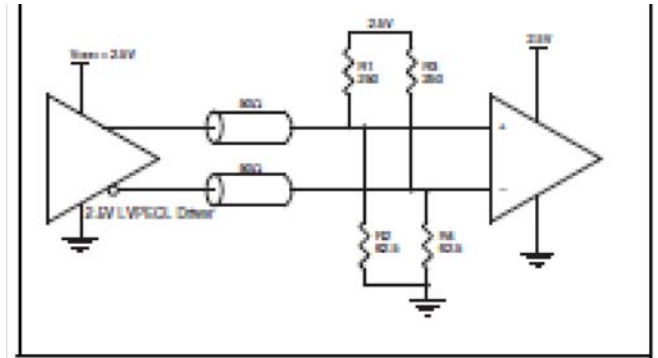 2.5V
2.5V
= 2.5V
R1
250
R3
250
50Ω
+
50Ω
−
2.5V LVPECL Driver
R2
62.5
R4
62.5